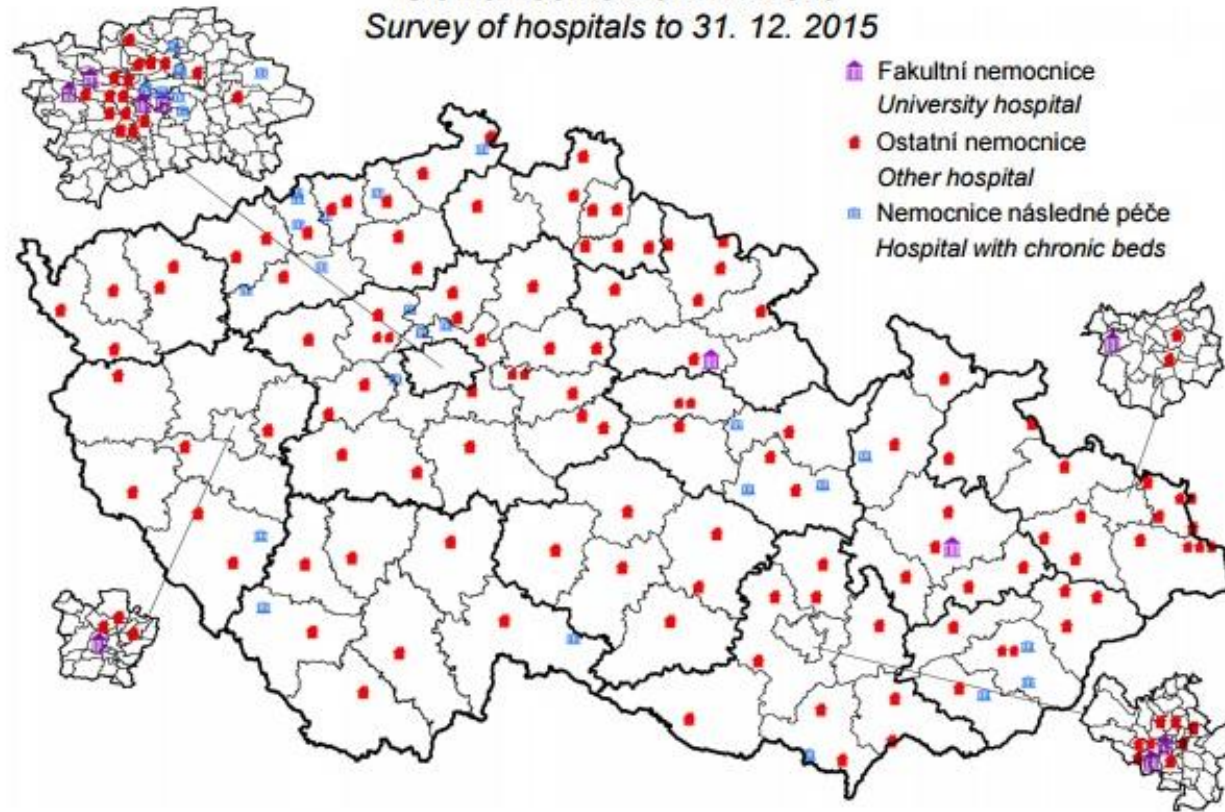 Survey of hospitals to 31. 12. 2015
Fakultní nemocnice
University hospital
Ostatní nemocnice
Other hospital
Nemocnice následné péče
Hospital with chronic beds